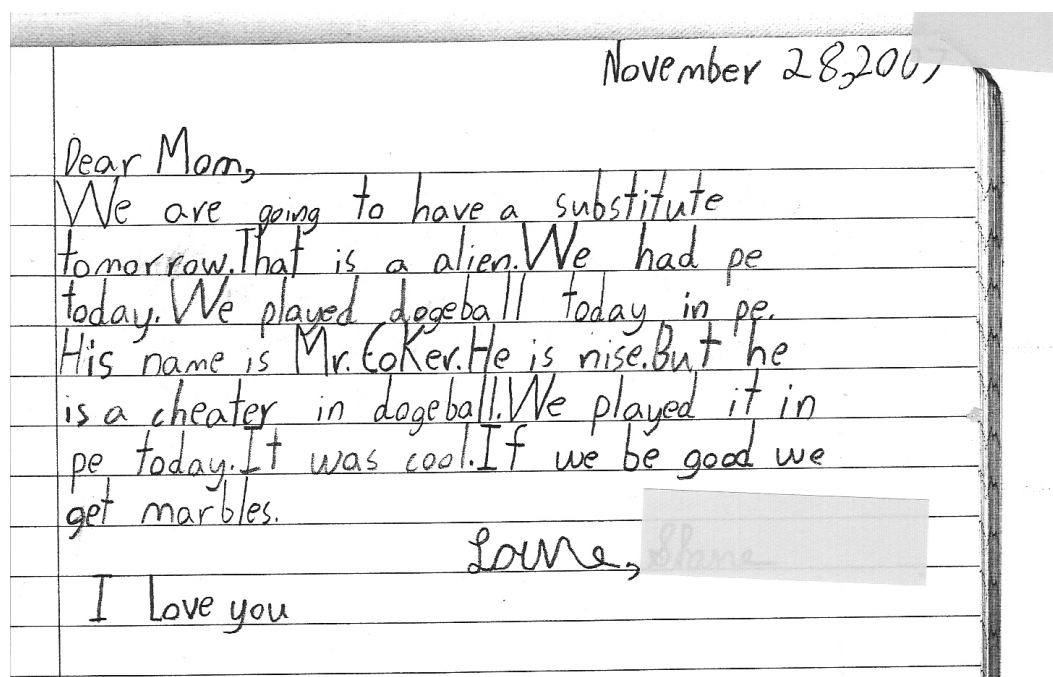 November 28, 2007
Dear Mom,
We are going to have a substitute
tomorrow. That is a alien. We had pe
today. We played dogeball today in pe.
His name is Mr. Coker. He is nise. But he
is a cheater in dogeball. We played it in
pe today. It was cool. If we be good we
get marbles.
Love, Shane
I Love you